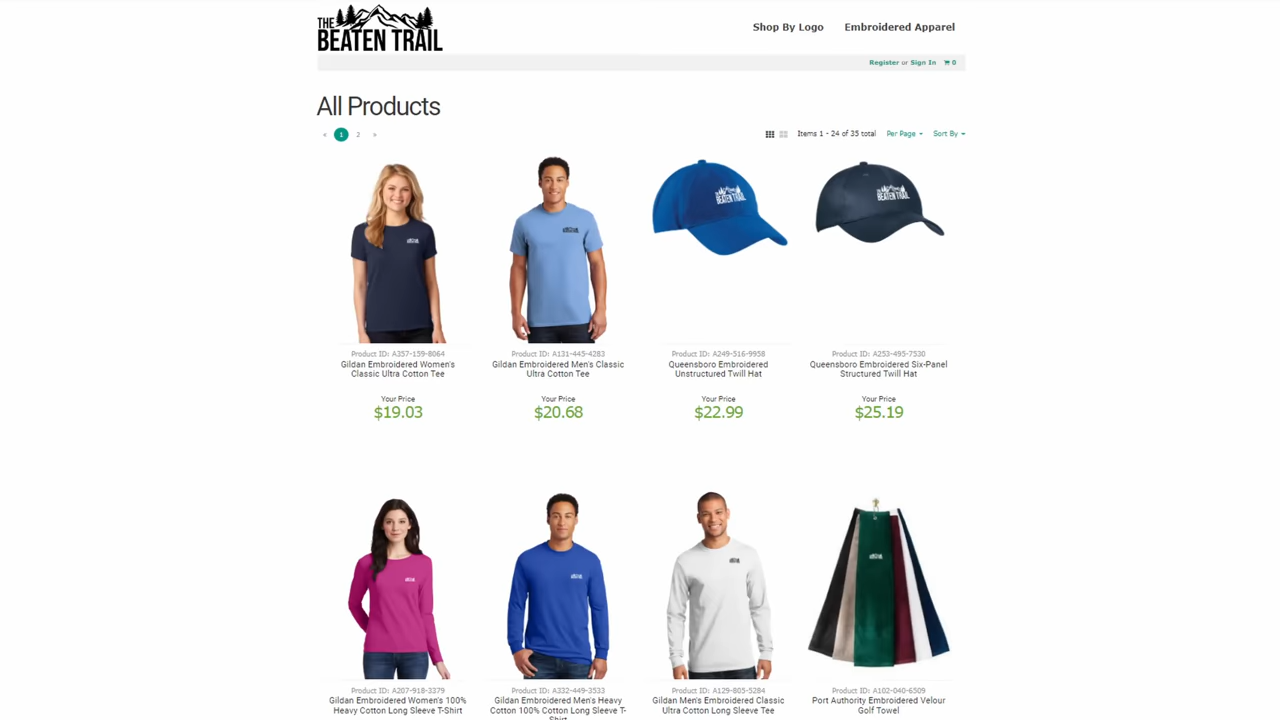 THE
BEATEN TRAIL
Shop By Logo
Embroidered Apparel
Register or Sign In
0
All Products
« 1 2 »
Items 1 - 24 of 35 total
Per Page
Sort By
THE
BEATEN TRAIL
THE
BEATEN TRAIL
Product ID: A357-159-8064
Gildan Embroidered Women's
Classic Ultra Cotton Tee
Your Price
$19.03
Product ID: A131-445-4283
Gildan Embroidered Men's Classic
Ultra Cotton Tee
Your Price
$20.68
Product ID: A249-516-9958
Queensboro Embroidered
Unstructured Twill Hat
Your Price
$22.99
Product ID: A253-495-7530
Queensboro Embroidered Six-Panel
Structured Twill Hat
Your Price
$25.19
Product ID: A207-918-3379
Gildan Embroidered Women's 100%
Heavy Cotton Long Sleeve T-Shirt
Product ID: A332-449-3533
Gildan Embroidered Men's Heavy
Cotton 100% Cotton Long Sleeve T-
Shirt
Product ID: A129-805-5284
Gildan Men's Embroidered Classic
Ultra Cotton Long Sleeve Tee
Product ID: A102-040-6509
Port Authority Embroidered Velour
Golf Towel